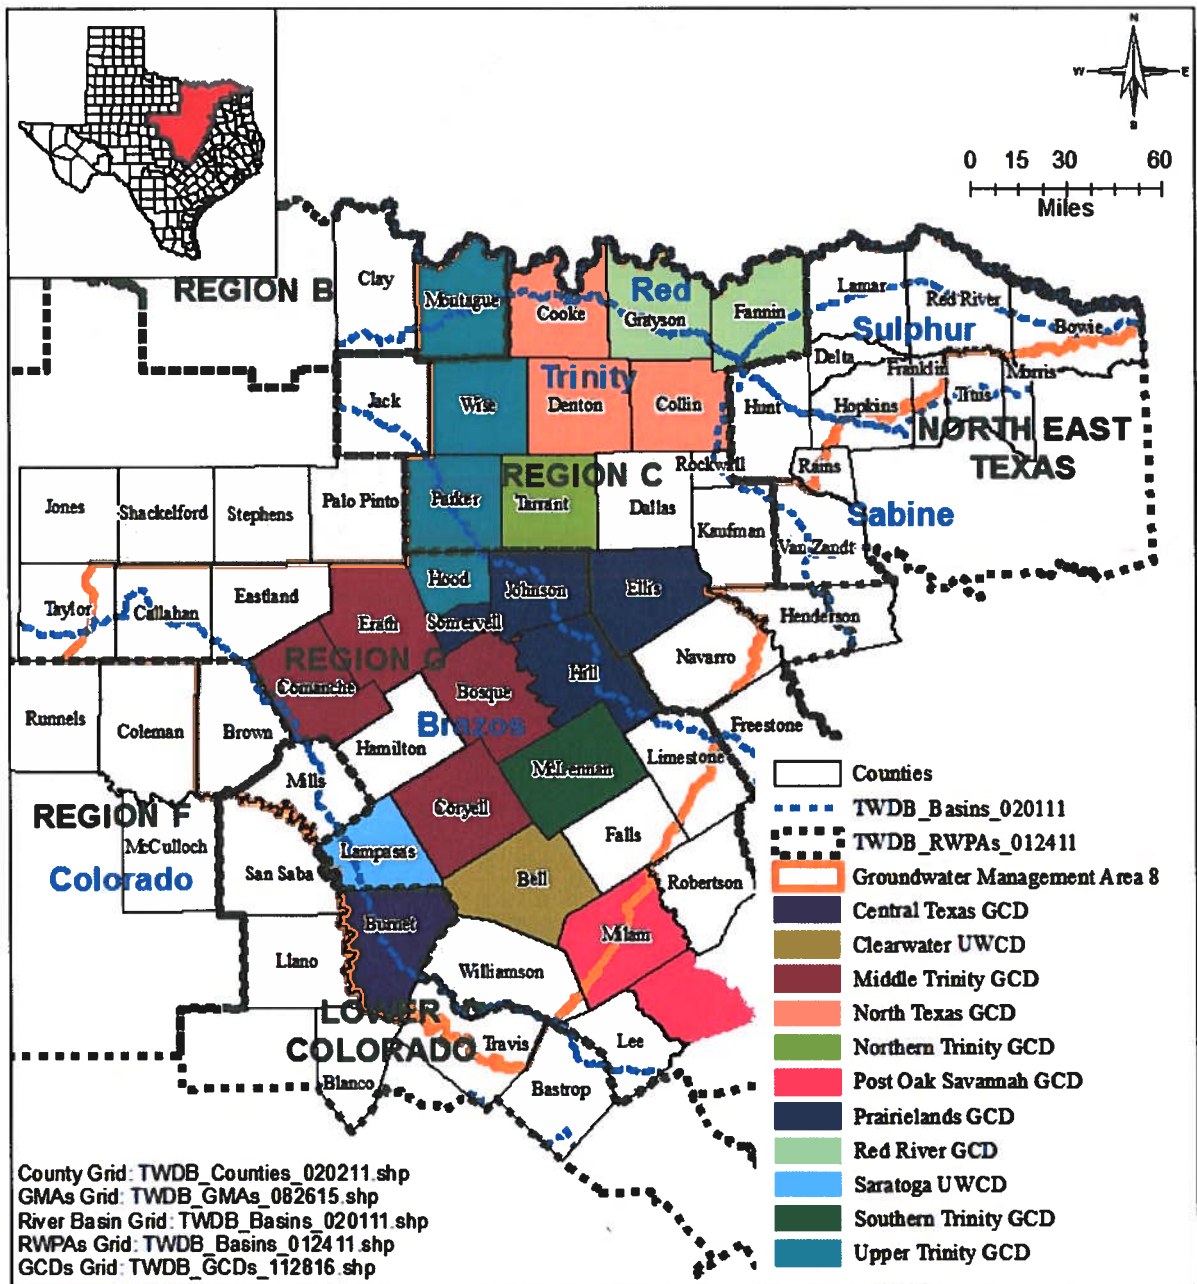 N
W
E
S
0 15 30 60
Miles
REGION B
Clay
Montague
Cooke
Red
Grayson
Fannin
Lamar
Red River
Bowie
Sulphur
Delta
Franklin
Morris
Titus
Jack
Wise
Trinity
Denton
Collin
Hunt
Hopkins
NORTH EAST
TEXAS
Rains
Rockwall
REGION C
Jones
Shackelford
Stephens
Palo Pinto
Parker
Tarrant
Dallas
Kaufman
Van Zandt
Sabine
Taylor
Callahan
Eastland
Hood
Johnson
Ellis
Henderson
Erath
Somervell
REGION G
Comanche
Bosque
Hill
Navarro
Runnels
Coleman
Brown
Hamilton
Brazos
Freestone
Mills
McLennan
Limestone
REGION F
McCulloch
Coryell
Falls
Colorado
San Saba
Lampasas
Bell
Robertson
Burnet
Milam
Llano
Williamson
LOWER C
COLORADO
Travis
Lee
Blanco
Bastrop
Counties
TWDB_Basins_020111
TWDB_RWPAs_012411
Groundwater Management Area 8
Central Texas GCD
Clearwater UWCD
Middle Trinity GCD
North Texas GCD
Northern Trinity GCD
Post Oak Savannah GCD
Prairielands GCD
Red River GCD
Saratoga UWCD
Southern Trinity GCD
Upper Trinity GCD
County Grid: TWDB_Counties_020211.shp
GMAs Grid: TWDB_GMAs_082615.shp
River Basin Grid: TWDB_Basins_020111.shp
RWPAs Grid: TWDB_Basins_012411.shp
GCDs Grid: TWDB_GCDs_112816.shp